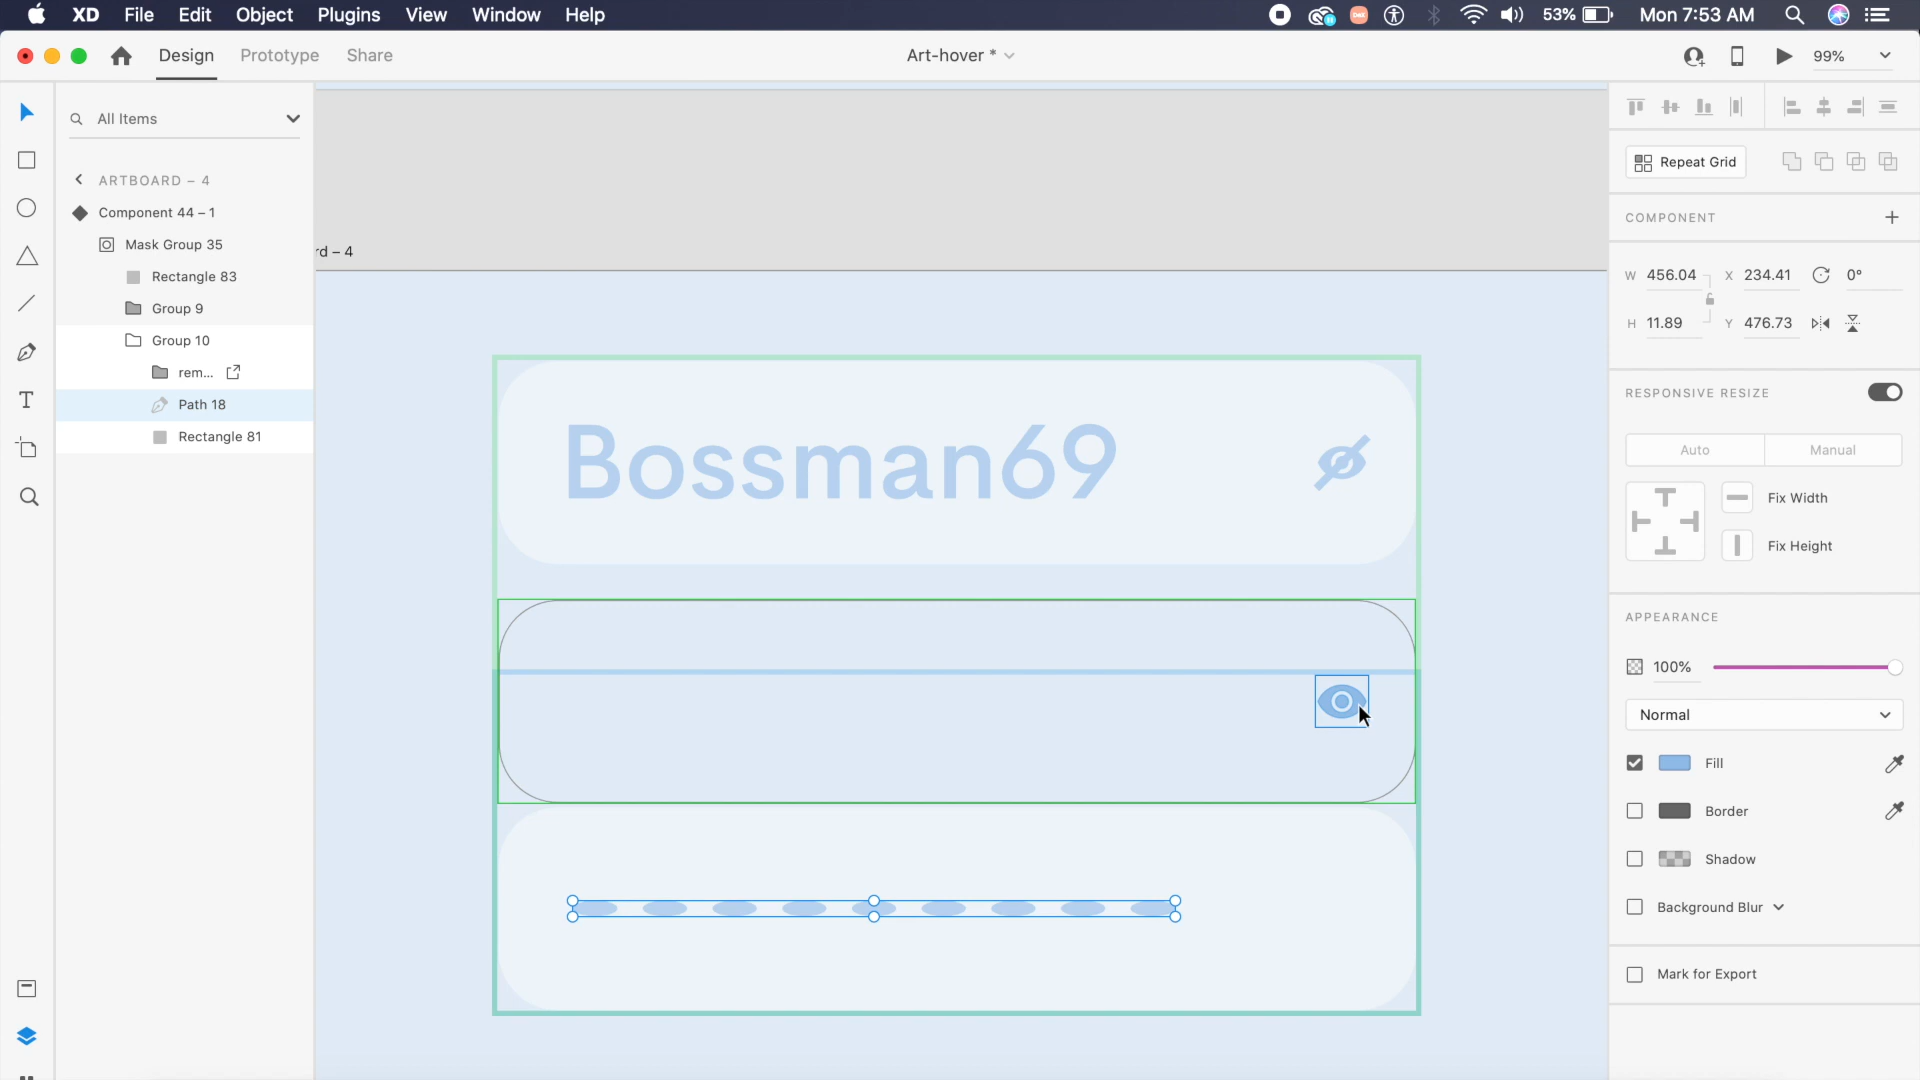 XD File Edit Object Plugins View Window Help
53% Mon 7:53 AM
Design Prototype Share
Art-hover *
99%
All Items
ARTBOARD – 4
Component 44 – 1
Mask Group 35
Rectangle 83
Group 9
Group 10
rem...
Path 18
Rectangle 81
rd – 4
Bossman69
Repeat Grid
COMPONENT
W 456.04 X 234.41 0°
H 11.89 Y 476.73
RESPONSIVE RESIZE
Auto Manual
Fix Width
Fix Height
APPEARANCE
100%
Normal
Fill
Border
Shadow
Background Blur
Mark for Export